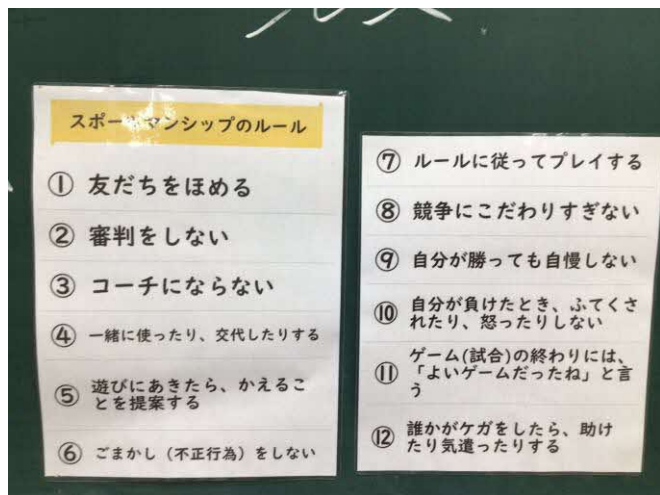 スポーツマンシップのルール
① 友だちをほめる
② 審判をしない
③ コーチにならない
④ 一緒に使ったり、交代したりする
⑤ 遊びにあきたら、かえるこ
とを提案する
⑥ ごまかし(不正行為)をしない
⑦ ルールに従ってプレイする
⑧ 競争にこだわりすぎない
⑨ 自分が勝っても自慢しない
⑩ 自分が負けたとき、ふてくさ
れたり、怒ったりしない
⑪ ゲーム(試合)の終わりには、
「よいゲームだったね」と言
う
⑫ 誰かがケガをしたら、助け
たり気遣ったりする